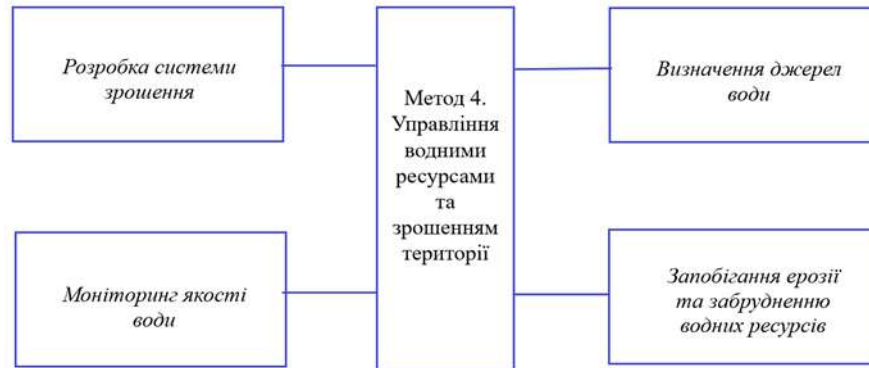 Розробка системи
зрошення
Метод 4.
Управління
водними
ресурсами
та
зрошенням
території
Визначення джерел
води
Моніторинг якості
води
Запобігання ерозії
та забрудненню
водних ресурсів